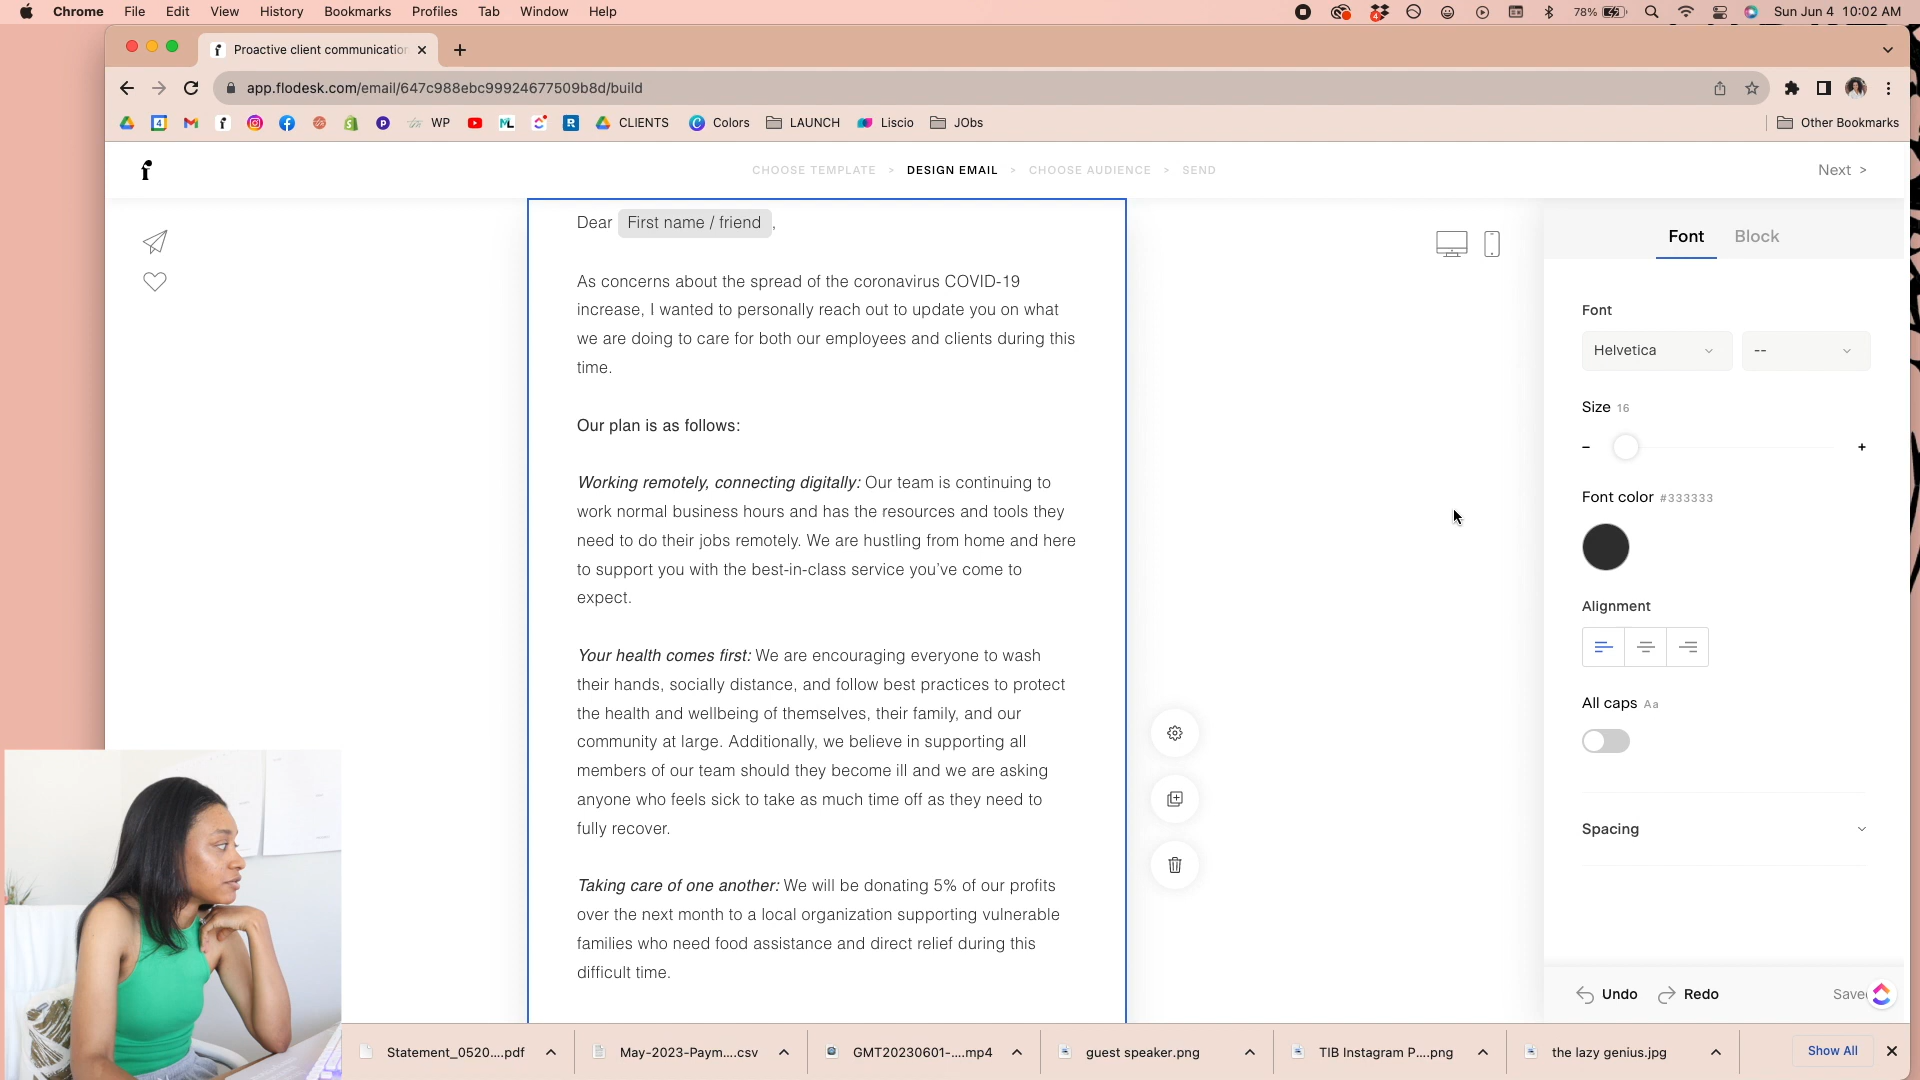 Chrome File Edit View History Bookmarks Profiles Tab Window Help 4 78% Sun Jun 4 10:02 AM
Proactive client communication
app.flodesk.com/email/647c988ebc99924677509b8d/build
4 WP CLIENTS Colors LAUNCH Liscio JObs Other Bookmarks
CHOOSE TEMPLATE > DESIGN EMAIL > CHOOSE AUDIENCE > SEND Next >
Dear First name / friend ,
As concerns about the spread of the coronavirus COVID-19
increase, I wanted to personally reach out to update you on what
we are doing to care for both our employees and clients during this
time.
Our plan is as follows:
Working remotely, connecting digitally: Our team is continuing to
work normal business hours and has the resources and tools they
need to do their jobs remotely. We are hustling from home and here
to support you with the best-in-class service you've come to
expect.
Your health comes first: We are encouraging everyone to wash
their hands, socially distance, and follow best practices to protect
the health and wellbeing of themselves, their family, and our
community at large. Additionally, we believe in supporting all
members of our team should they become ill and we are asking
anyone who feels sick to take as much time off as they need to
fully recover.
Taking care of one another: We will be donating 5% of our profits
over the next month to a local organization supporting vulnerable
families who need food assistance and direct relief during this
difficult time.
Font Block
Font
Helvetica --
Size 16
- +
Font color #333333
Alignment
All caps Aa
Spacing
Undo Redo Save
Statement_0520....pdf May-2023-Paym....csv GMT20230601-....mp4 guest speaker.png TIB Instagram P....png the lazy genius.jpg Show All